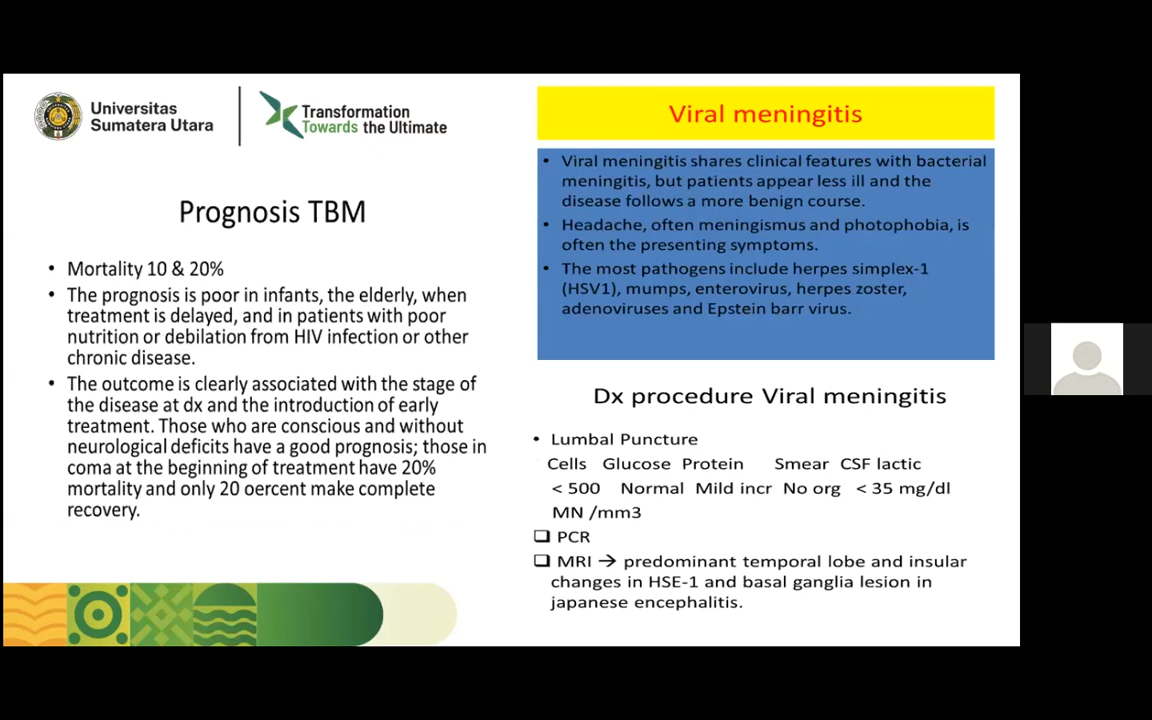 Universitas
Sumatera Utara
Transformation
Towards the Ultimate
Prognosis TBM
• Mortality 10 & 20%
• The prognosis is poor in infants, the elderly, when
treatment is delayed, and in patients with poor
nutrition or debilation from HIV infection or other
chronic disease.
• The outcome is clearly associated with the stage of
the disease at dx and the introduction of early
treatment. Those who are conscious and without
neurological deficits have a good prognosis; those in
coma at the beginning of treatment have 20%
mortality and only 20 oercent make complete
recovery.
Viral meningitis
• Viral meningitis shares clinical features with bacterial
meningitis, but patients appear less ill and the
disease follows a more benign course.
• Headache, often meningismus and photophobia, is
often the presenting symptoms.
• The most pathogens include herpes simplex-1
(HSV1), mumps, enterovirus, herpes zoster,
adenoviruses and Epstein barr virus.
Dx procedure Viral meningitis
• Lumbal Puncture
Cells Glucose Protein Smear CSF lactic
< 500 Normal Mild incr No org < 35 mg/dl
MN /mm3
❑ PCR
❑ MRI → predominant temporal lobe and insular
changes in HSE-1 and basal ganglia lesion in
japanese encephalitis.